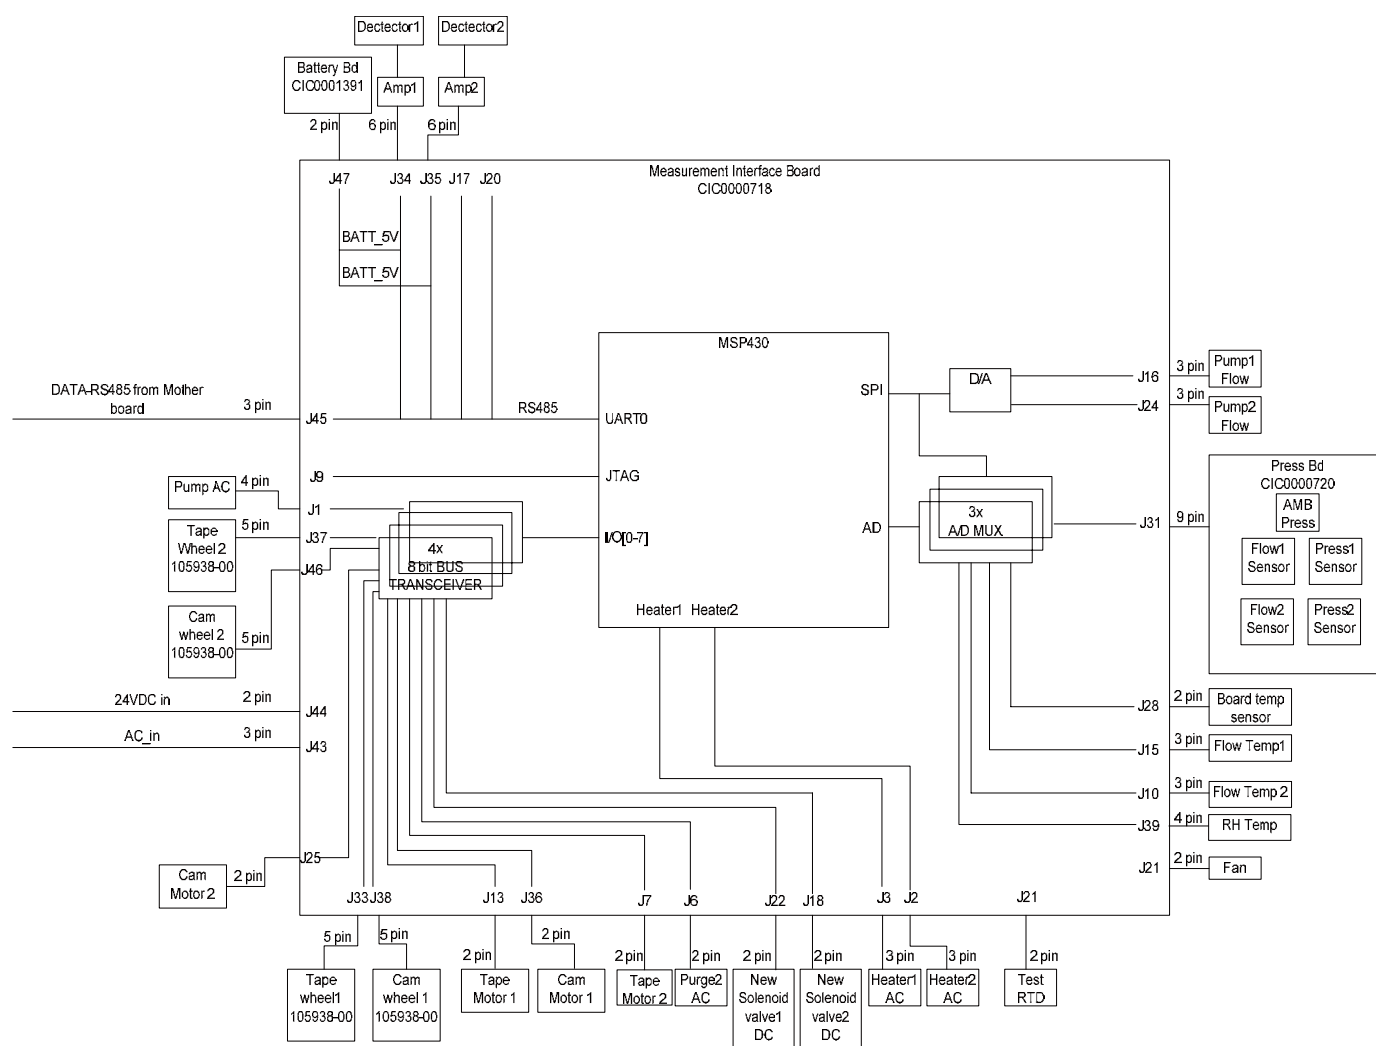 Dectector1
Dectector2
Battery Bd
CIC0001391
Amp1
Amp2
2 pin
6 pin
6 pin
Measurement Interface Board
CIC0000718
J47
J34
J35
J17
J20
BATT_5V
BATT_5V
MSP430
SPI
D/A
J16
3 pin
Pump1
Flow
J24
3 pin
Pump2
Flow
DATA-RS485 from Mother
board
3 pin
J45
RS485
UART0
J9
JTAG
Pump AC
4 pin
J1
Tape
Wheel 2
105938-00
5 pin
J37
J46
4x
8 bit BUS
TRANSCEIVER
I/O[0-7]
AD
3x
A/D MUX
J31
9 pin
Press Bd
CIC0000720
AMB
Press
Flow1
Sensor
Press1
Sensor
Flow2
Sensor
Press2
Sensor
Cam
wheel 2
105938-00
5 pin
Heater1
Heater2
24VDC in
2 pin
J44
AC_in
3 pin
J43
J28
2 pin
Board temp
sensor
J15
3 pin
Flow Temp1
J10
3 pin
Flow Temp 2
J39
4 pin
RH Temp
J21
2 pin
Fan
Cam
Motor 2
2 pin
J25
J33
J38
J13
J36
J7
J6
J22
J18
J3
J2
J21
5 pin
5 pin
2 pin
2 pin
2 pin
2 pin
2 pin
2 pin
3 pin
3 pin
2 pin
Tape
wheel1
105938-00
Cam
wheel 1
105938-00
Tape
Motor 1
Cam
Motor 1
Tape
Motor 2
Purge2
AC
New
Solenoid
valve1
DC
New
Solenoid
valve2
DC
Heater1
AC
Heater2
AC
Test
RTD